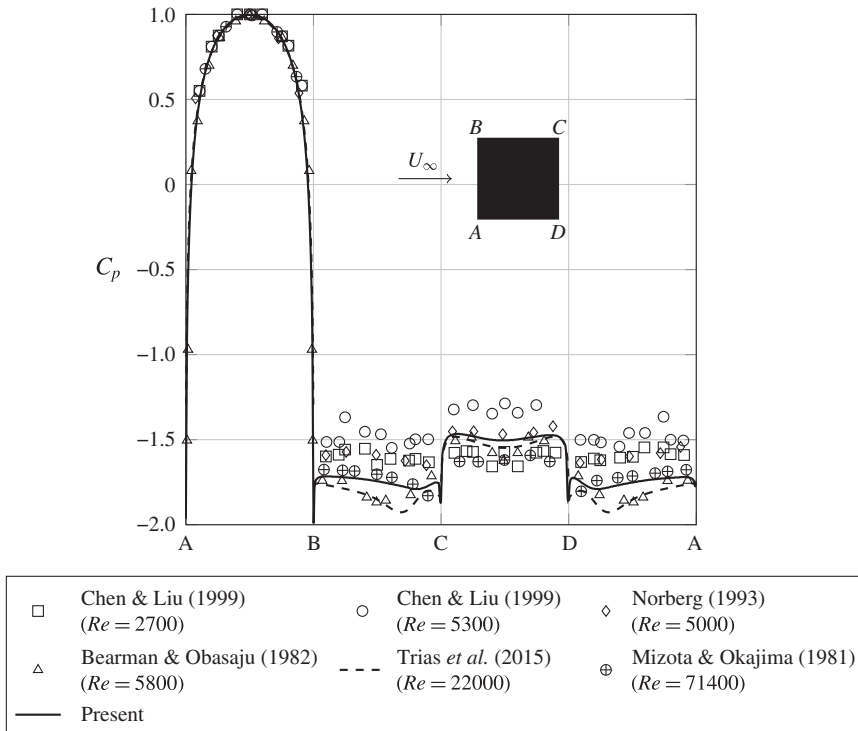 1.0
0.5
0
−0.5
−1.0
−1.5
−2.0
C_p
B C
U_∞
A D
A B C D A
Chen & Liu (1999)
(Re = 2700)
Chen & Liu (1999)
(Re = 5300)
Norberg (1993)
(Re = 5000)
Bearman & Obasaju (1982)
(Re = 5800)
Trias et al. (2015)
(Re = 22000)
Mizota & Okajima (1981)
(Re = 71400)
Present